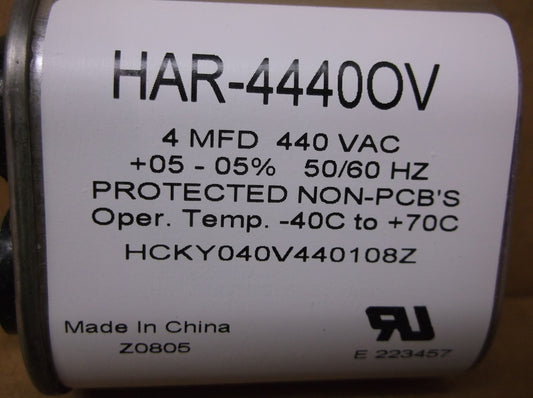 HAR-4440OV
4 MFD 440 VAC
+05 - 05% 50/60 HZ
PROTECTED NON-PCB'S
Oper. Temp. -40C to +70C
HCKY040V440108Z
Made In China
Z0805
E 223457